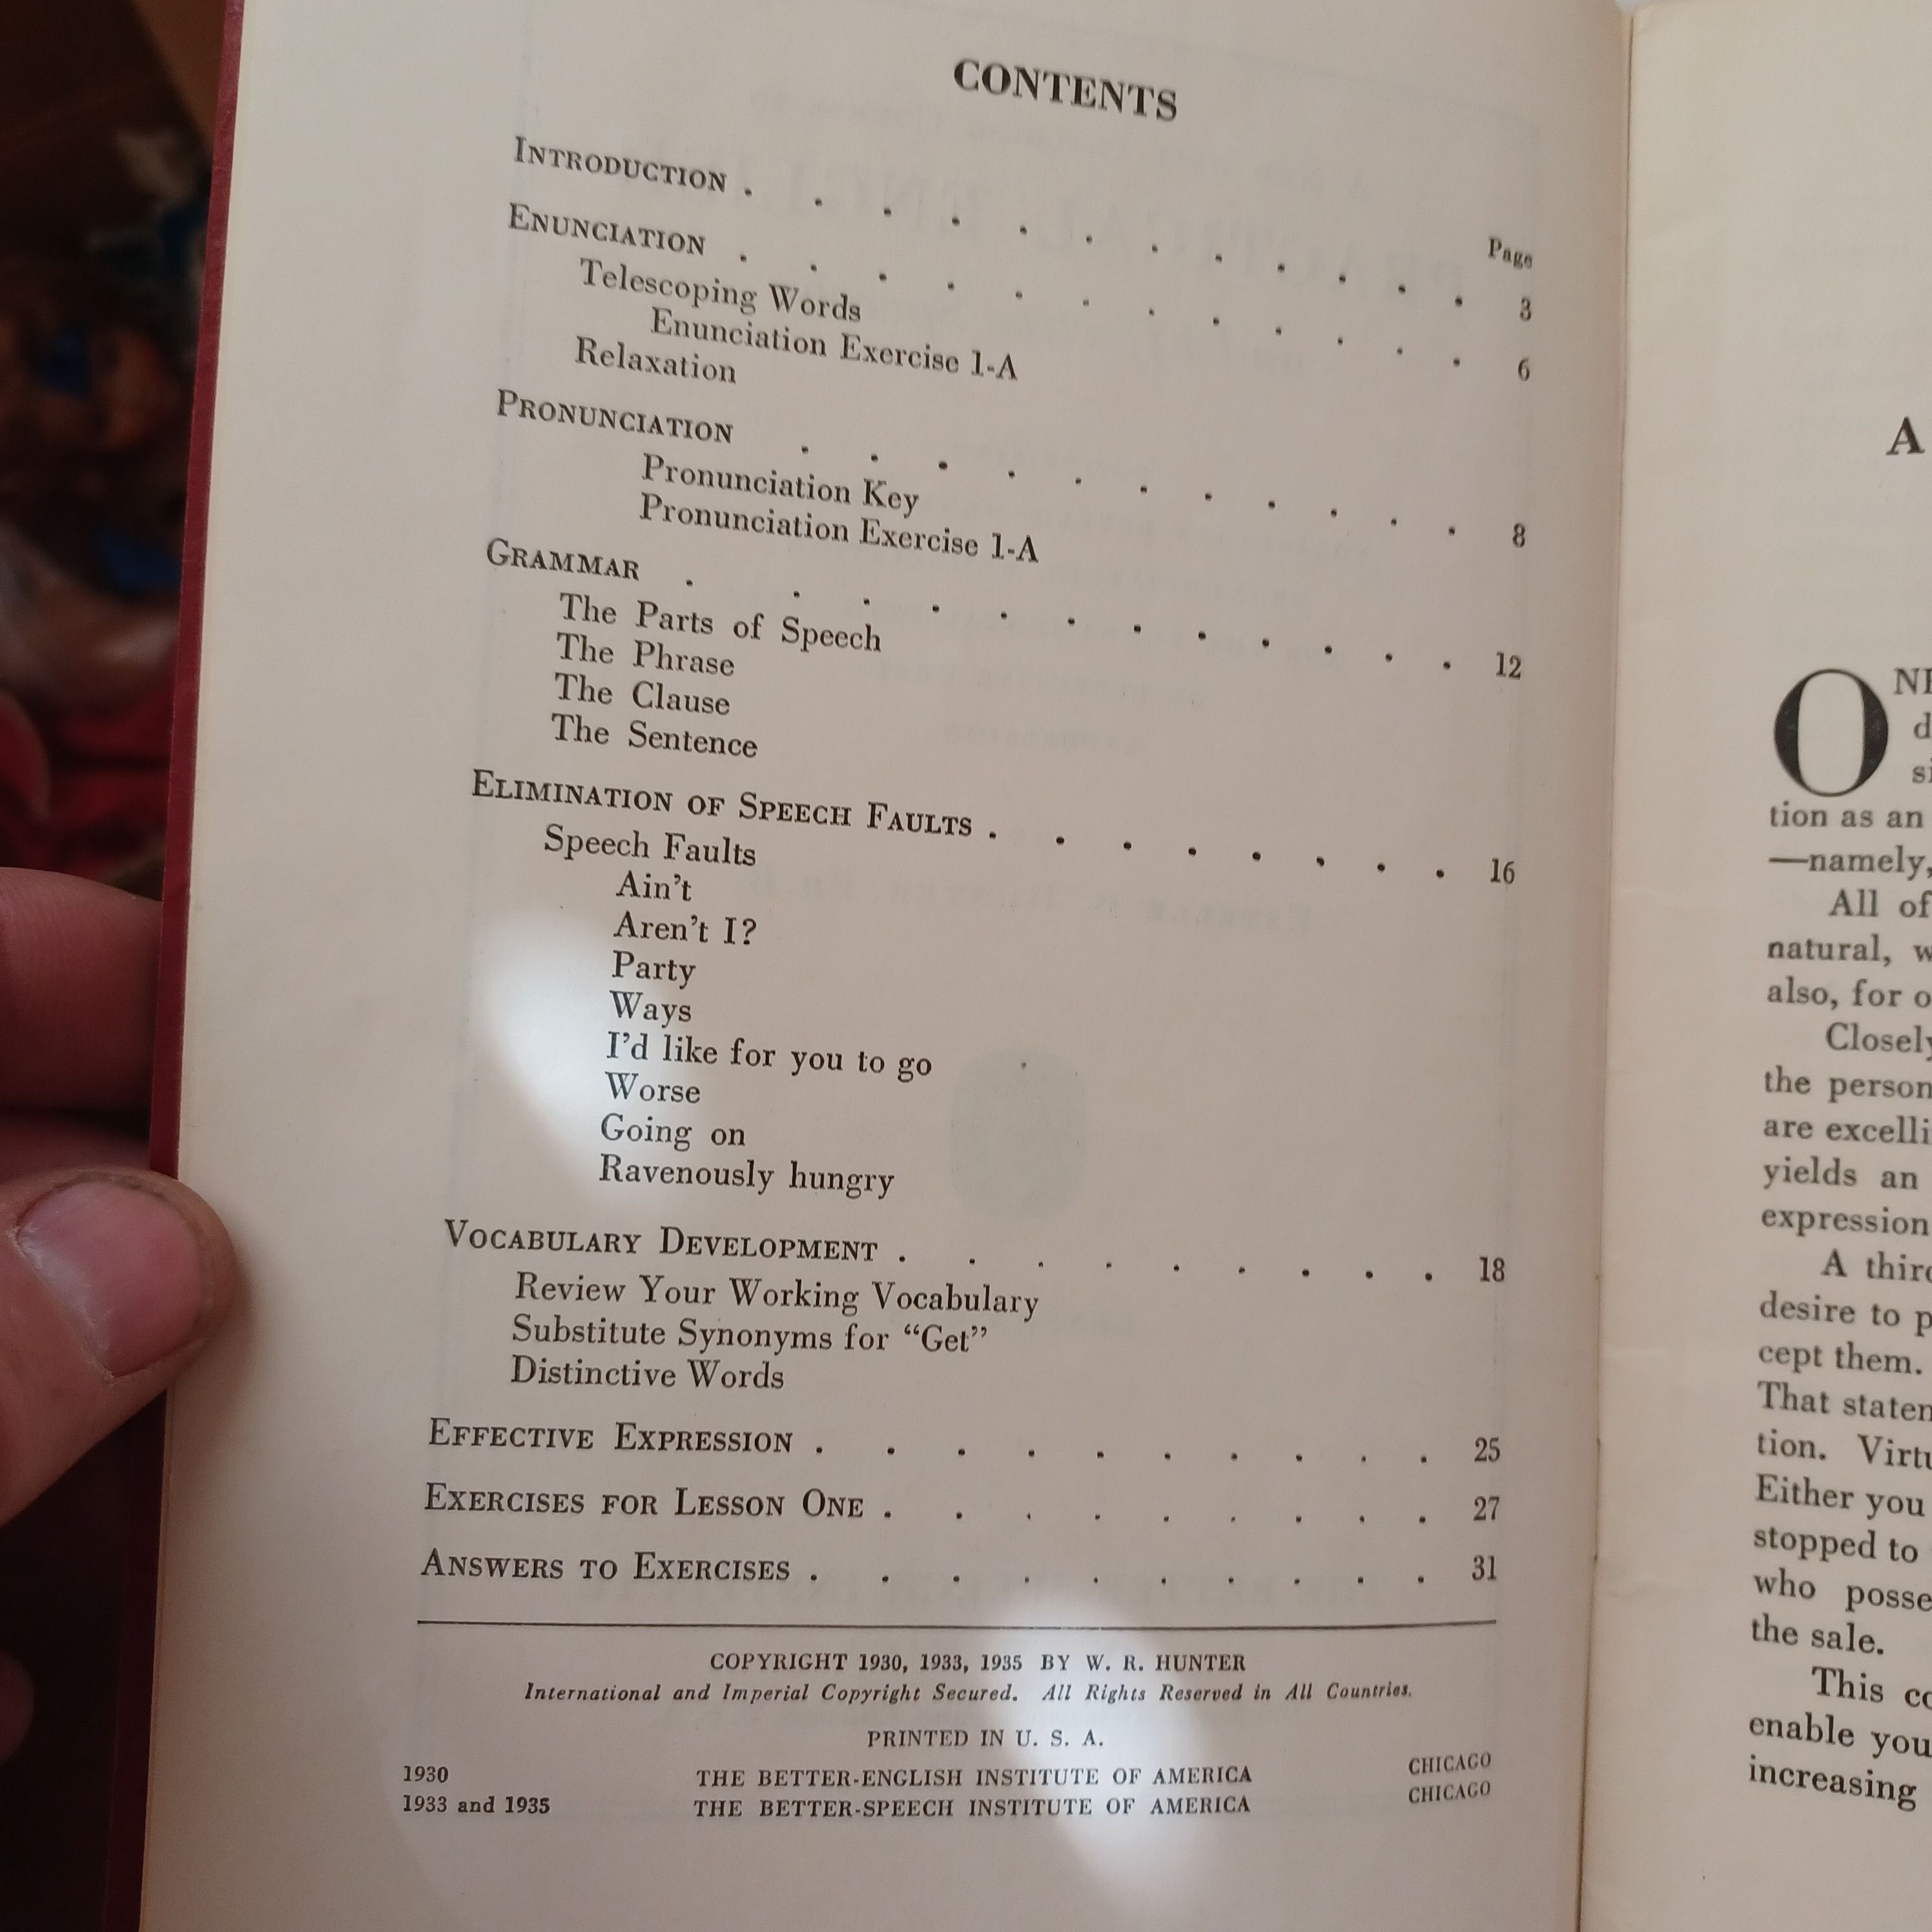 CONTENTS
Page
INTRODUCTION . . . . . . . . . . . . 3
ENUNCIATION . . . . . . . . . . . . 6
Telescoping Words
Enunciation Exercise 1-A
Relaxation
PRONUNCIATION . . . . . . . . . . . 8
Pronunciation Key
Pronunciation Exercise 1-A
GRAMMAR . . . . . . . . . . . . 12
The Parts of Speech
The Phrase
The Clause
The Sentence
ELIMINATION OF SPEECH FAULTS . . . . . . . . 16
Speech Faults
Ain't
Aren't I?
Party
Ways
I'd like for you to go
Worse
Going on
Ravenously hungry
VOCABULARY DEVELOPMENT . . . . . . . . . 18
Review Your Working Vocabulary
Substitute Synonyms for “Get”
Distinctive Words
EFFECTIVE EXPRESSION . . . . . . . . . . 25
EXERCISES FOR LESSON ONE . . . . . . . . . 27
ANSWERS TO EXERCISES . . . . . . . . . . 31
COPYRIGHT 1930, 1933, 1935 BY W. R. HUNTER
International and Imperial Copyright Secured. All Rights Reserved in All Countries.
PRINTED IN U. S. A.
1930 THE BETTER-ENGLISH INSTITUTE OF AMERICA CHICAGO
1933 and 1935 THE BETTER-SPEECH INSTITUTE OF AMERICA CHICAGO
A
O
tion as an
—namely,
All of
natural,
also, for
Closely
the person
are
yields an
expression
A
desire to
cept them.
That
tion.
Either you
stopped to
who
the sale.
This
enable you
increasing